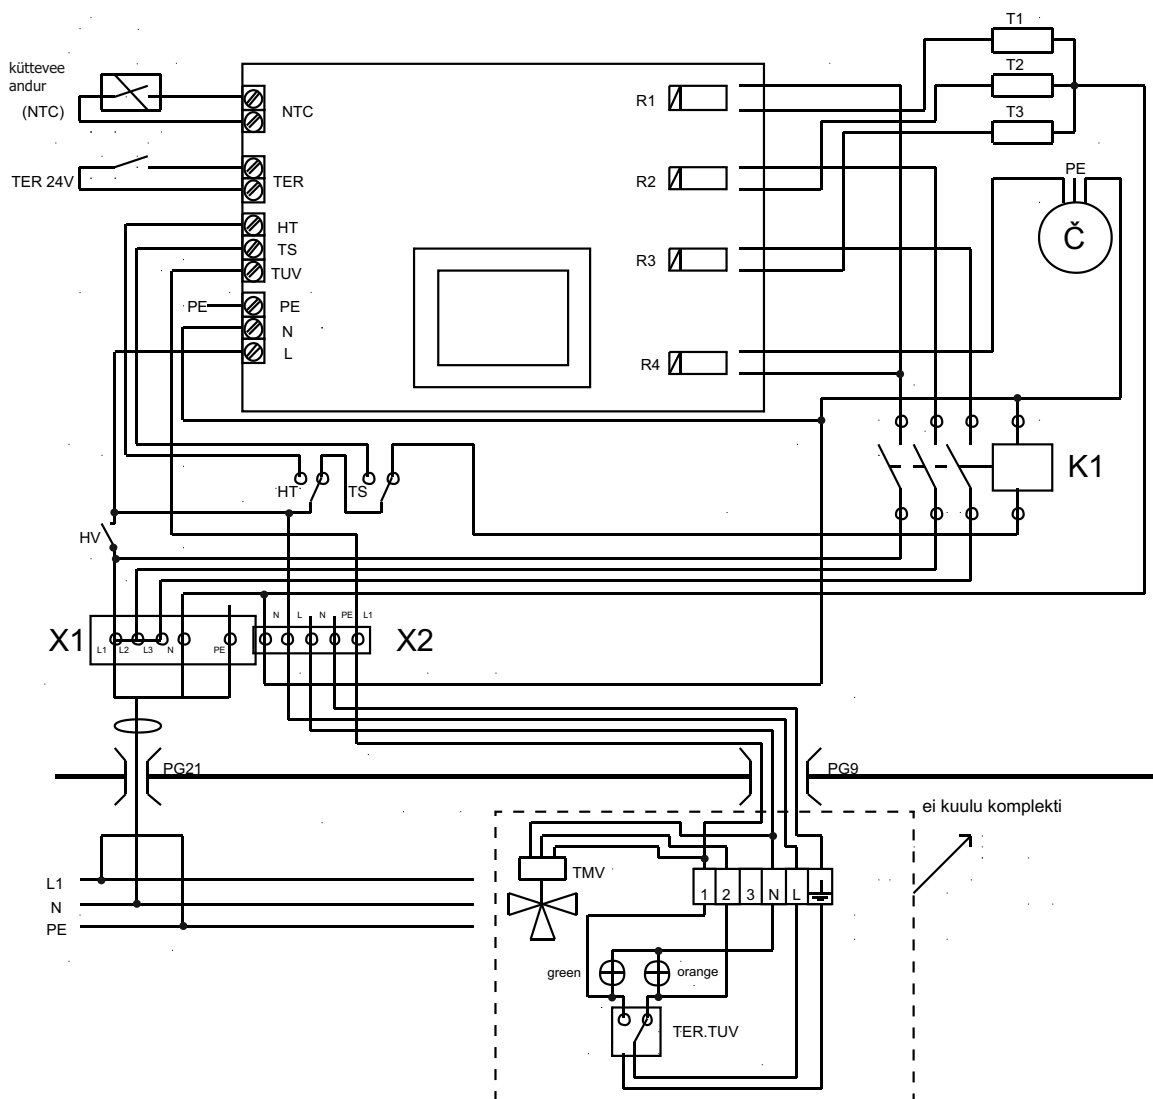 T1
küttevee
andur
(NTC)
NTC
R1
T2
T3
TER 24V
TER
R2
PE
HT
TS
TUV
R3
Č
PE
PE
N
L
R4
K1
HT
TS
HV
X1
L1
L2
L3
N
PE
N
L
N
PE
L1
X2
PG21
PG9
ei kuulu komplekti
TMV
L1
N
PE
1
2
3
N
L
green
orange
TER.TUV